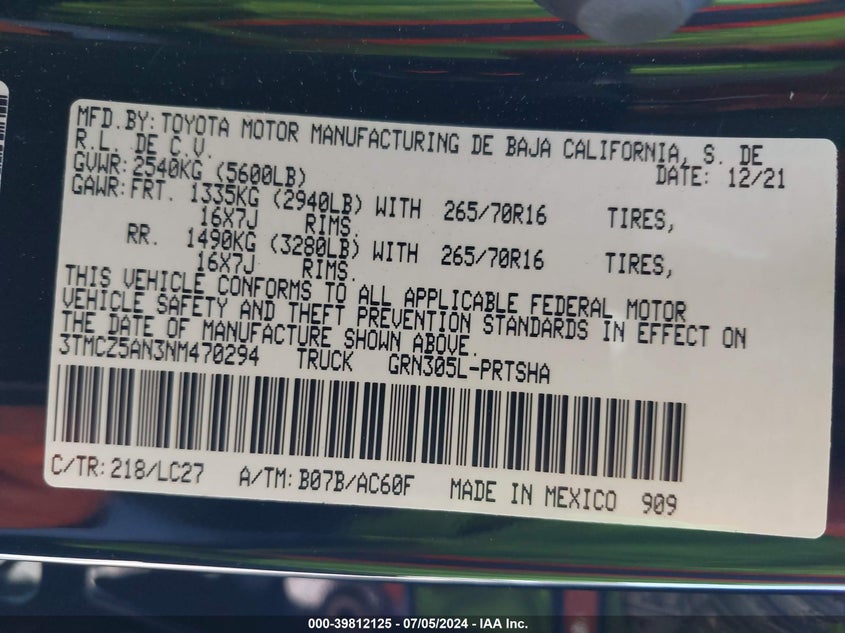 MFD.BY: TOYOTA MOTOR MANUFACTURING DE BAJA CALIFORNIA, S. DE
R.L. DE C.V.
DATE: 12/21
GVWR: 2540KG (5600LB)
GAWR: FRT. 1335KG (2940LB) WITH 265/70R16 TIRES,
16X7J RIMS.
RR. 1490KG (3280LB) WITH 265/70R16 TIRES,
16X7J RIMS.
THIS VEHICLE CONFORMS TO ALL APPLICABLE FEDERAL MOTOR
VEHICLE SAFETY AND THEFT PREVENTION STANDARDS IN EFFECT ON
THE DATE OF MANUFACTURE SHOWN ABOVE.
3TMCZ5AN3NM470294 TRUCK GRN305L-PRTSHA
C/TR: 218/LC27 A/TM: B07B/AC60F MADE IN MEXICO 909
000-39812125 - 07/05/2024 - IAA Inc.